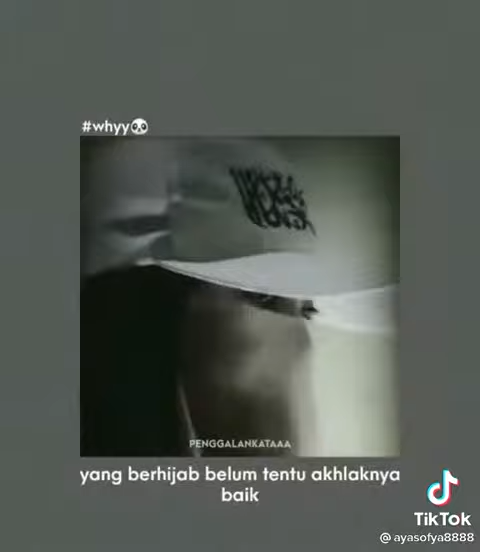 #whyy🐼
PENGGALANKATAAA
yang berhijab belum tentu akhlaknya
baik
TikTok
@ayasofya8888